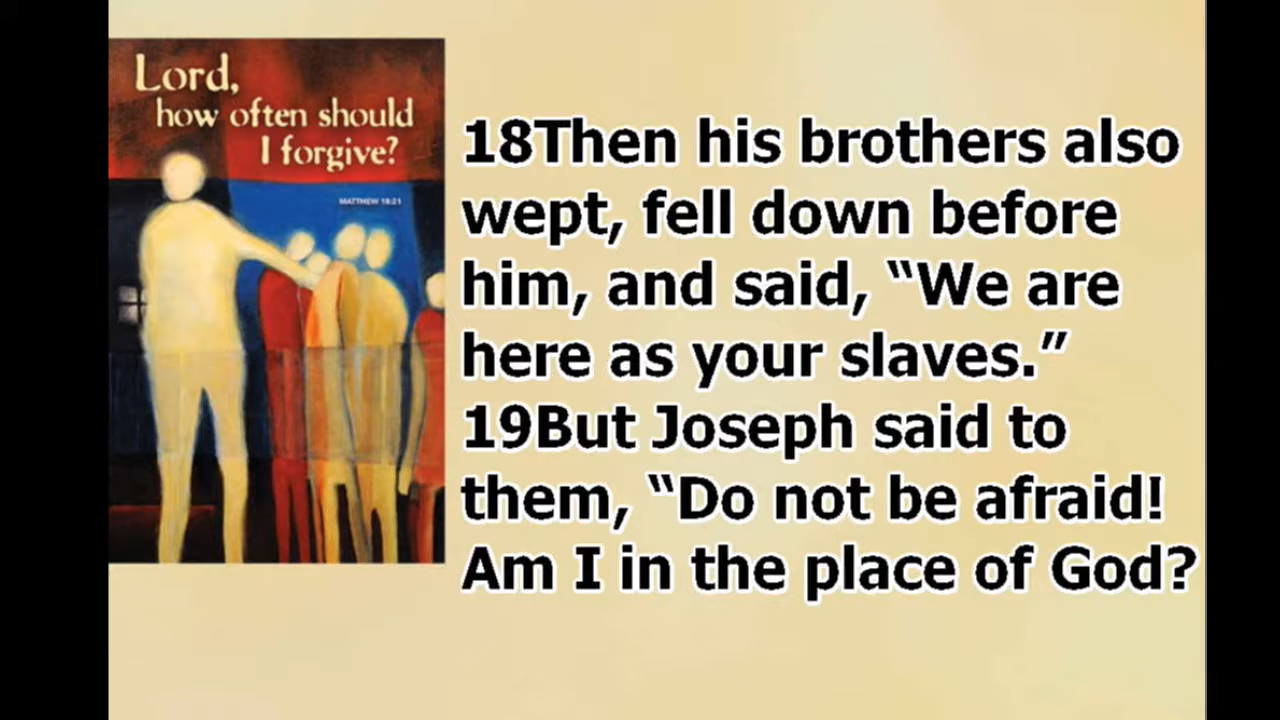 Lord,
how often should
I forgive?
MATTHEW 18:21
18Then his brothers also
wept, fell down before
him, and said, “We are
here as your slaves.”
19But Joseph said to
them, “Do not be afraid!
Am I in the place of God?